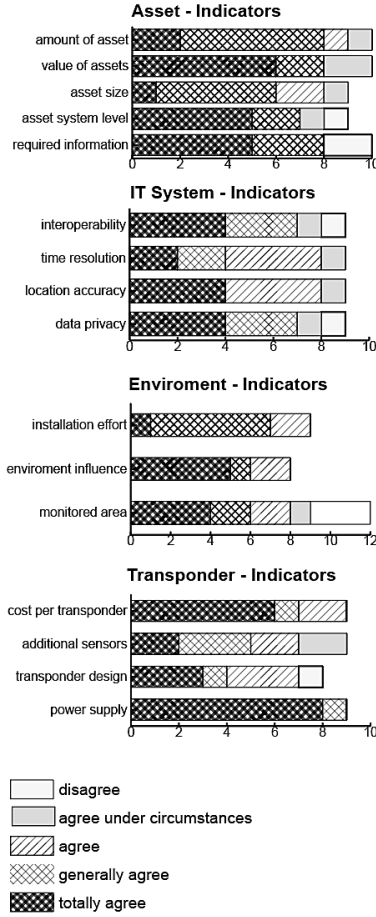 Asset - Indicators
amount of asset
value of assets
asset size
asset system level
required information
0 2 4 6 8 10
IT System - Indicators
interoperability
time resolution
location accuracy
data privacy
0 2 4 6 8 10
Enviroment - Indicators
installation effort
enviroment influence
monitored area
0 2 4 6 8 10 12
Transponder - Indicators
cost per transponder
additional sensors
transponder design
power supply
0 2 4 6 8 10
disagree
agree under circumstances
agree
generally agree
totally agree